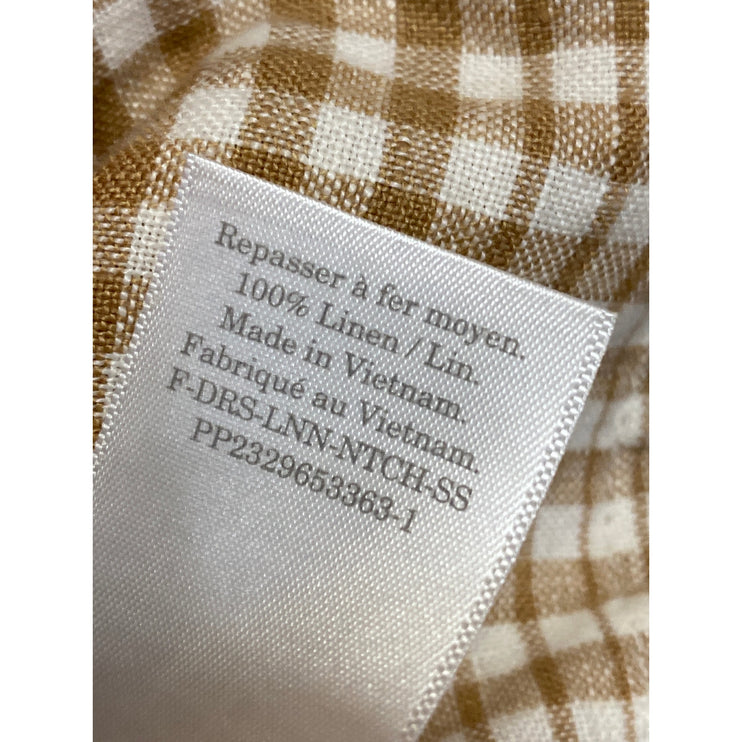 Repasser à fer moyen.
100% Linen / Lin.
Made in Vietnam.
Fabriqué au Vietnam.
F-DRS-LNN-NTCH-SS
PP2329653363-1